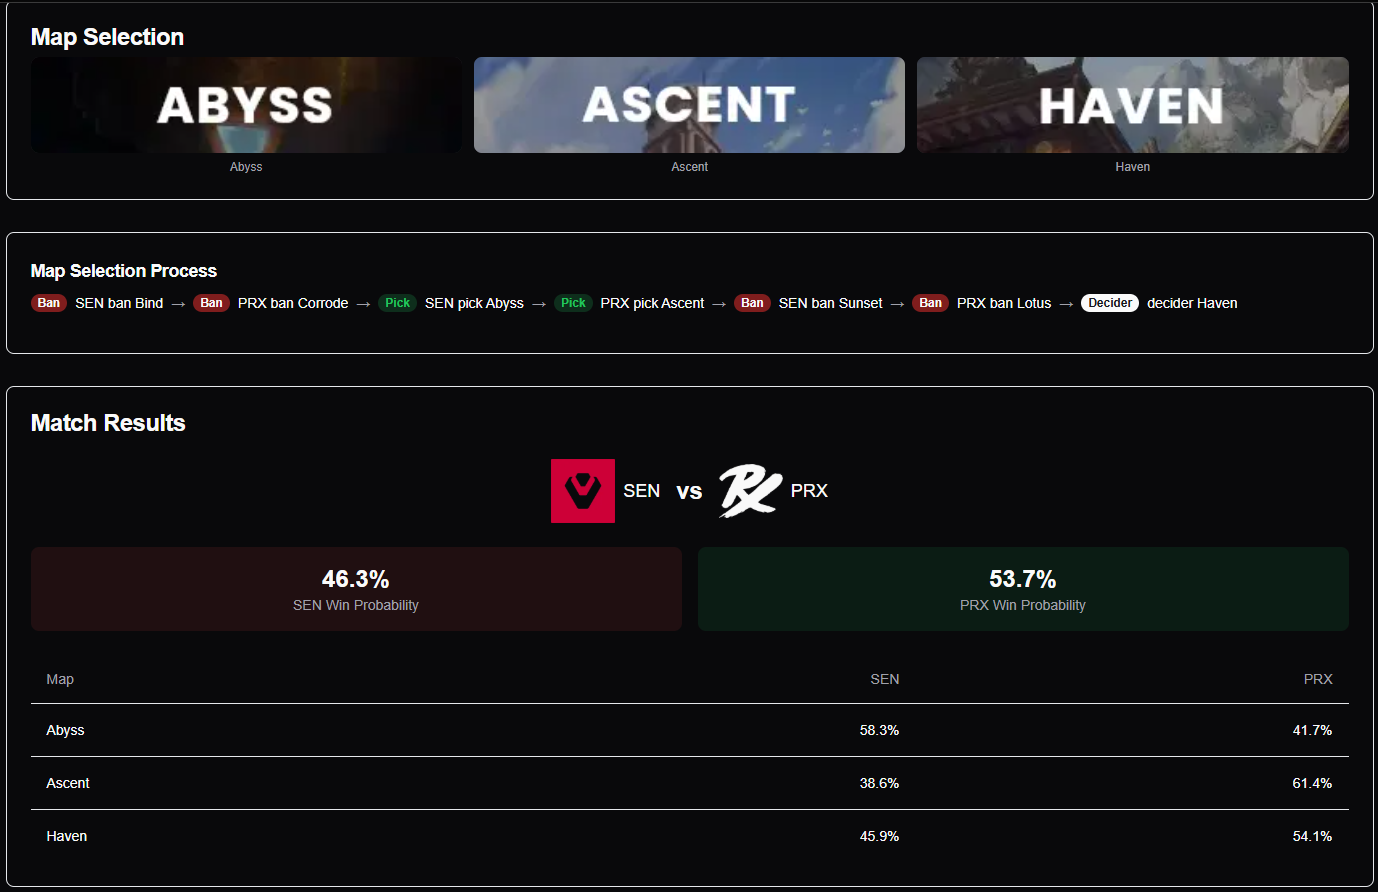 Map Selection
ABYSS ASCENT HAVEN
Abyss Ascent Haven
Map Selection Process
Ban SEN ban Bind → Ban PRX ban Corrode → Pick SEN pick Abyss → Pick PRX pick Ascent → Ban SEN ban Sunset → Ban PRX ban Lotus → Decider decider Haven
Match Results
SEN vs PRX
46.3% 53.7%
SEN Win Probability PRX Win Probability
Map SEN PRX
Abyss 58.3% 41.7%
Ascent 38.6% 61.4%
Haven 45.9% 54.1%